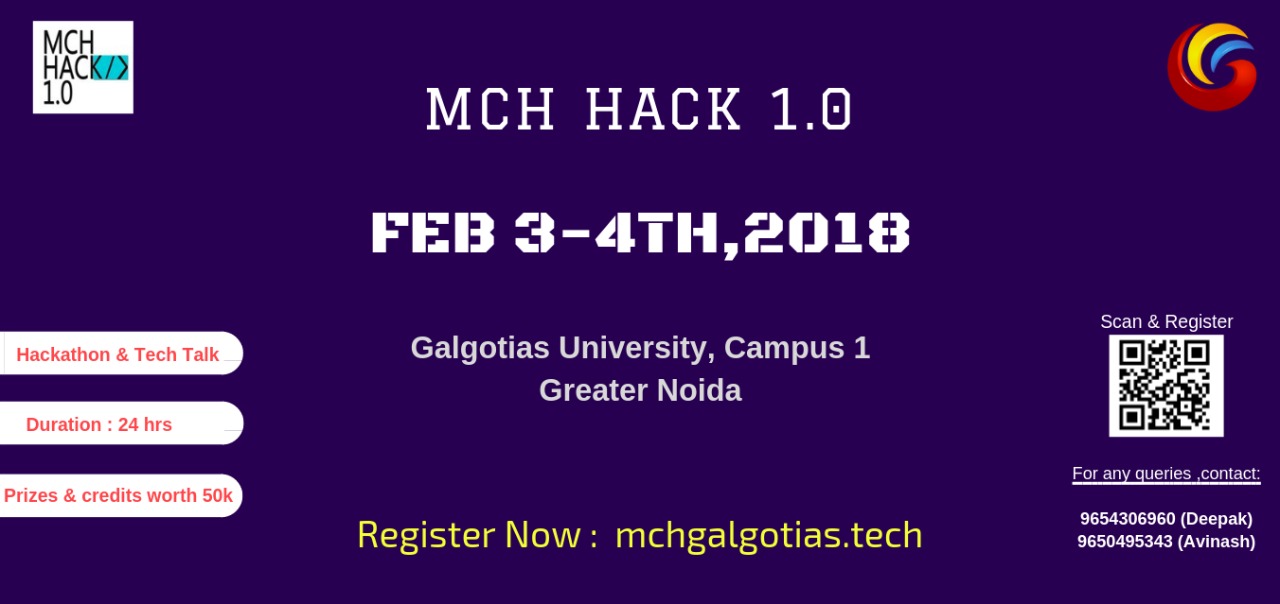 MCH
HACK</>
1.0
MCH HACK 1.0
FEB 3-4TH,2018
Galgotias University, Campus 1
Greater Noida
Hackathon & Tech Talk
Duration : 24 hrs
Prizes & credits worth 50k
Register Now : mchgalgotias.tech
Scan & Register
For any queries ,contact:
9654306960 (Deepak)
9650495343 (Avinash)